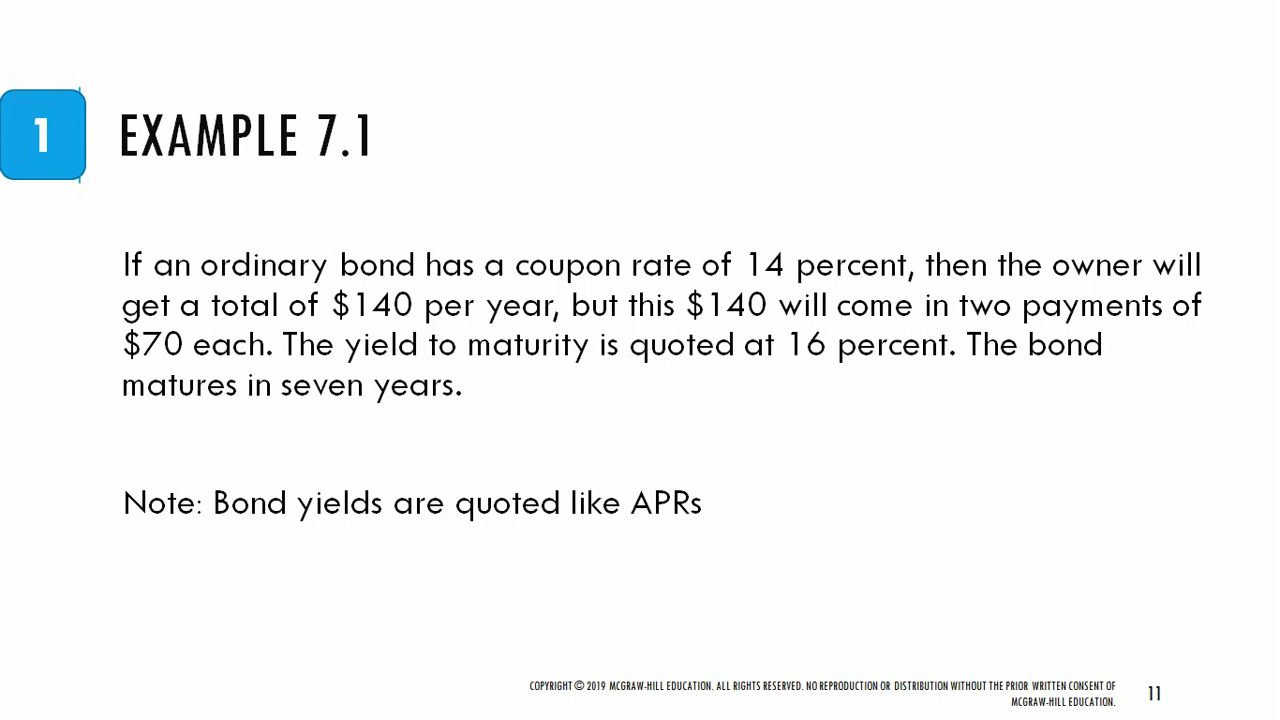 1
EXAMPLE 7.1
If an ordinary bond has a coupon rate of 14 percent, then the owner will
get a total of $140 per year, but this $140 will come in two payments of
$70 each. The yield to maturity is quoted at 16 percent. The bond
matures in seven years.
Note: Bond yields are quoted like APRs
COPYRIGHT © 2019 MCGRAW-HILL EDUCATION. ALL RIGHTS RESERVED. NO REPRODUCTION OR DISTRIBUTION WITHOUT THE PRIOR WRITTEN CONSENT OF
MCGRAW-HILL EDUCATION.
11